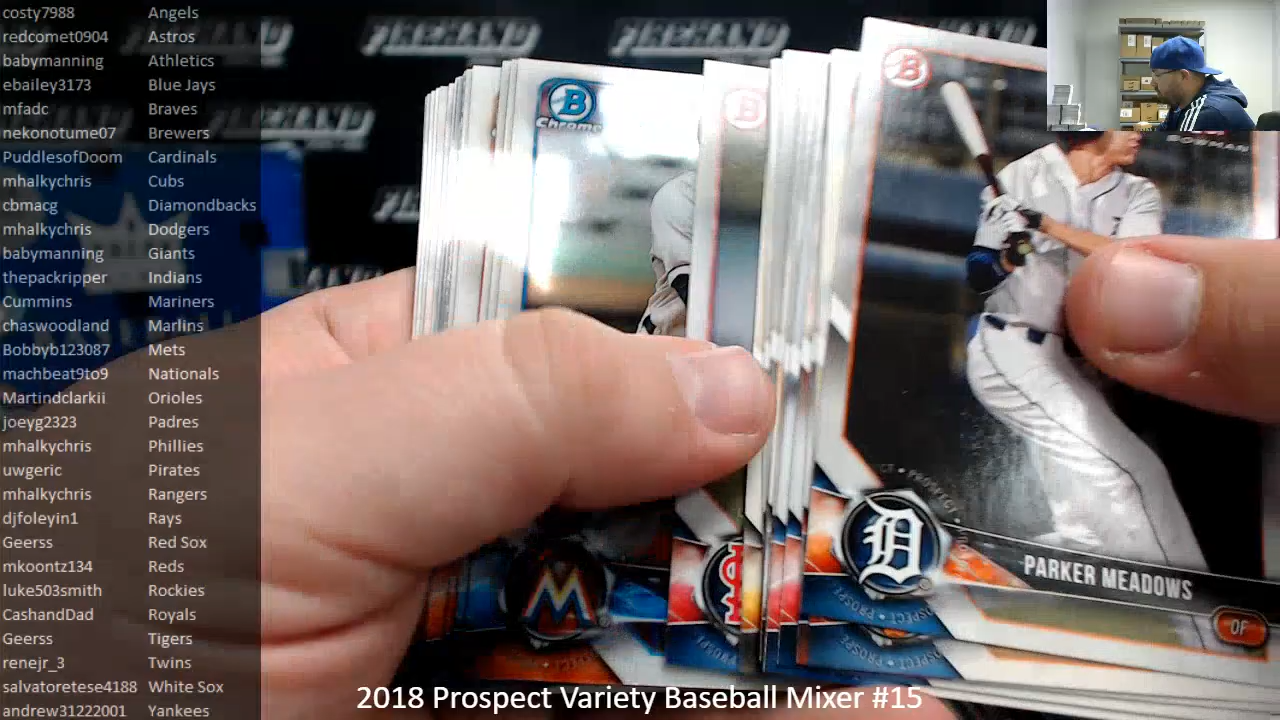 costy7988 Angels
redcomet0904 Astros
babymanning Athletics
ebailey3173 Blue Jays
mfadc Braves
nekonotume07 Brewers
PuddlesofDoom Cardinals
mhalkychris Cubs
cbmacg Diamondbacks
mhalkychris Dodgers
babymanning Giants
thepackripper Indians
Cummins Mariners
chaswoodland Marlins
Bobbyb123087 Mets
machbeat9to9 Nationals
Martindclarkii Orioles
joeyg2323 Padres
mhalkychris Phillies
uwgeric Pirates
mhalkychris Rangers
djfoleyin1 Rays
Geerss Red Sox
mkoontz134 Reds
luke503smith Rockies
CashandDad Royals
Geerss Tigers
renejr_3 Twins
salvatoretese4188 White Sox
andrew31222001 Yankees
B
Chrome
B
B
BOWMAN
PROSPECT
D
M
PARKER MEADOWS
OF
2018 Prospect Variety Baseball Mixer #15